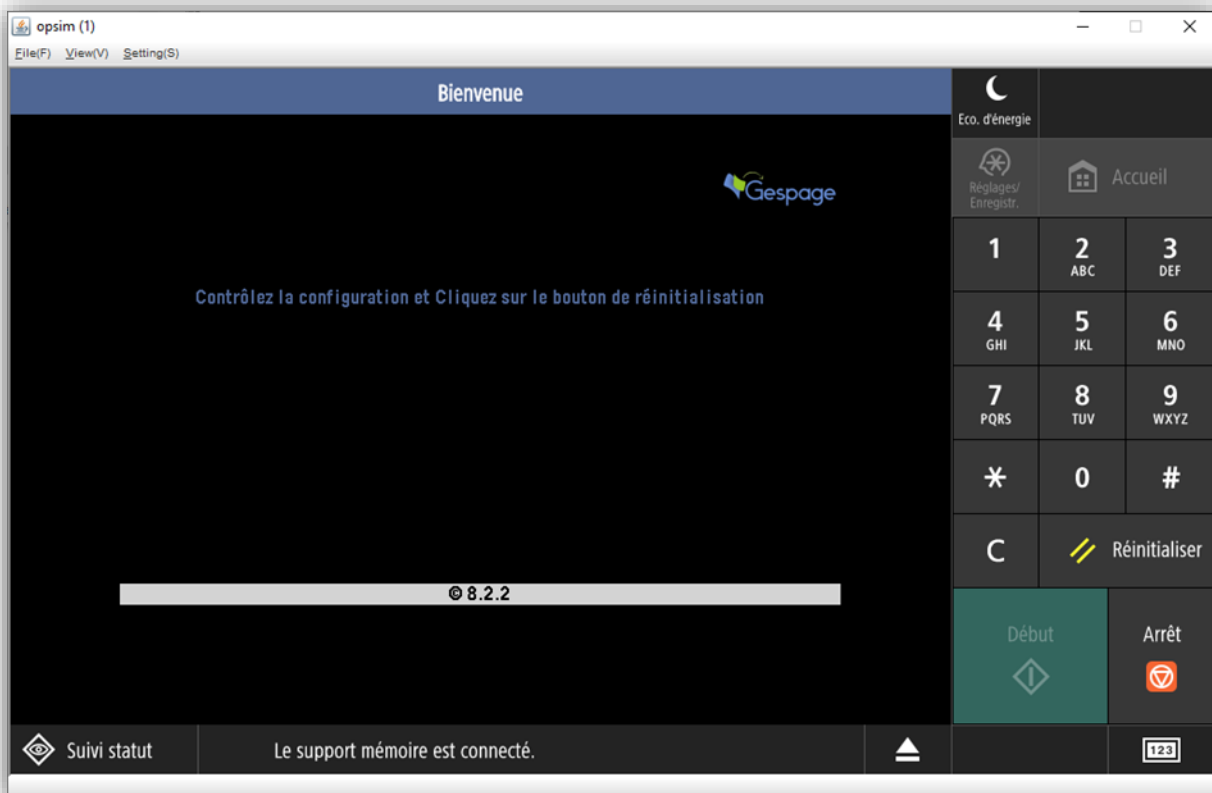 opsim (1)
File(F) View(V) Setting(S)
Bienvenue
Eco. d'énergie
Gespage
Réglages/
Enregistr.
Accueil
Contrôlez la configuration et Cliquez sur le bouton de réinitialisation
1
2
ABC
3
DEF
4
GHI
5
JKL
6
MNO
7
PQRS
8
TUV
9
WXYZ
*
0
#
C
Réinitialiser
© 8.2.2
Début
Arrêt
Suivi statut
Le support mémoire est connecté.
123